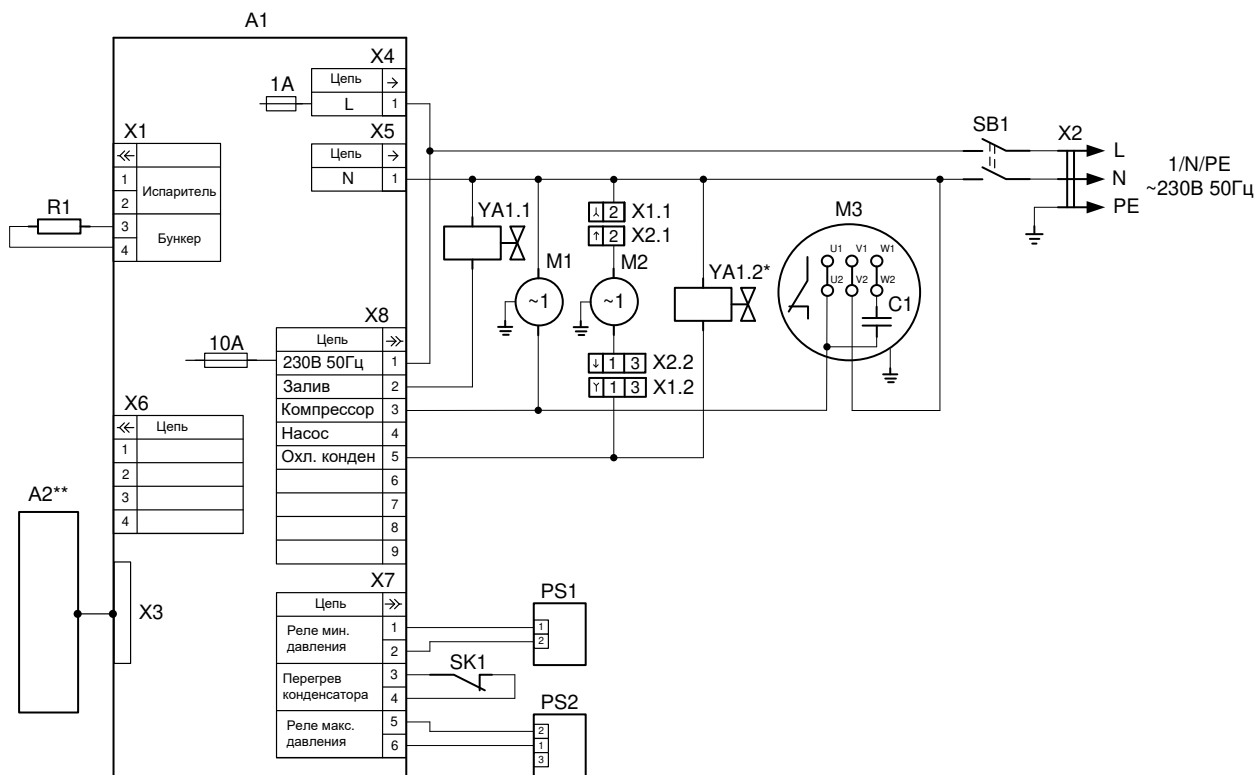 A1
X4
1A
Цепь
L 1
X1
X5
Цепь
N 1
SB1
X2
L
N
PE
1/N/PE
~230В 50Гц
1
2
Испаритель
3
4
Бункер
R1
YA1.1
2 X1.1
2 X2.1
M1
~1
M2
~1
YA1.2*
M3
U1 V1 W1
U2 V2 W2
C1
X8
10A
Цепь
230В 50Гц 1
Залив 2
Компрессор 3
Насос 4
Охл. конден 5
6
7
8
9
1 3 X2.2
1 3 X1.2
X6
Цепь
1
2
3
4
A2**
X3
X7
Цепь
Реле мин.
давления
1
2
Перегрев
конденсатора
3
4
Реле макс.
давления
5
6
PS1
1
2
SK1
PS2
2
1
3